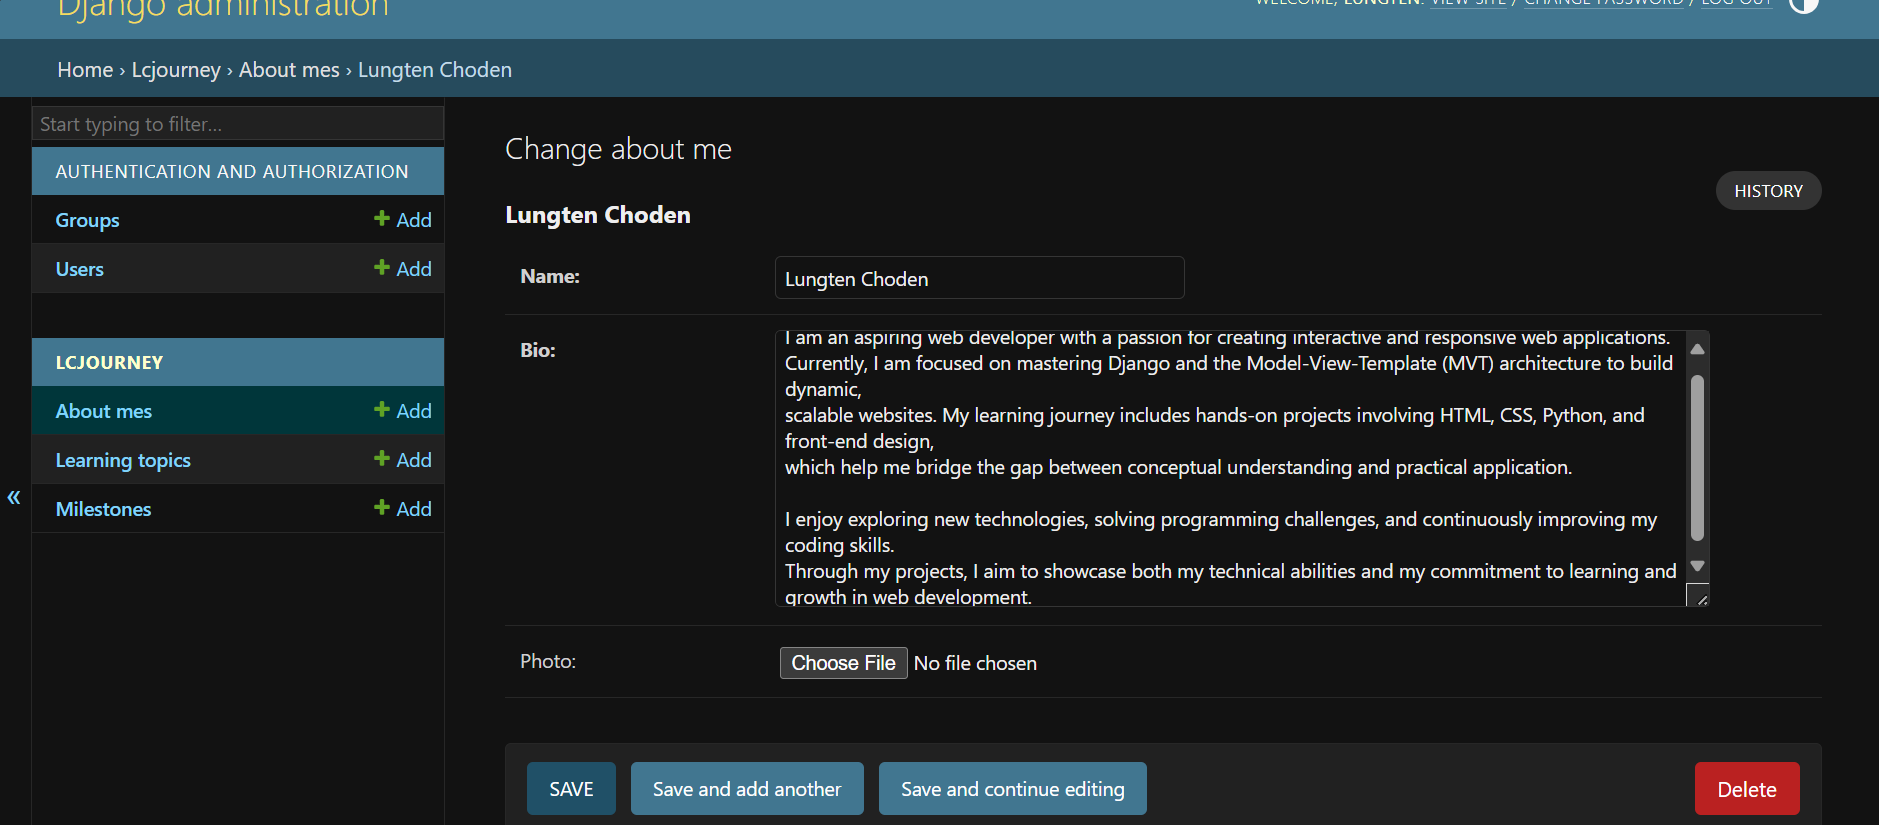 Django administration
WELCOME, LUNGTEN. VIEW SITE / CHANGE PASSWORD / LOG OUT
Home › Lcjourney › About mes › Lungten Choden
Start typing to filter...
AUTHENTICATION AND AUTHORIZATION
Groups + Add
Users + Add
LCJOURNEY
About mes + Add
Learning topics + Add
Milestones + Add
«
Change about me
HISTORY
Lungten Choden
Name: Lungten Choden
Bio:
I am an aspiring web developer with a passion for creating interactive and responsive web applications.
Currently, I am focused on mastering Django and the Model-View-Template (MVT) architecture to build
dynamic,
scalable websites. My learning journey includes hands-on projects involving HTML, CSS, Python, and
front-end design,
which help me bridge the gap between conceptual understanding and practical application.
I enjoy exploring new technologies, solving programming challenges, and continuously improving my
coding skills.
Through my projects, I aim to showcase both my technical abilities and my commitment to learning and
growth in web development.
Photo: Choose File No file chosen
SAVE Save and add another Save and continue editing Delete